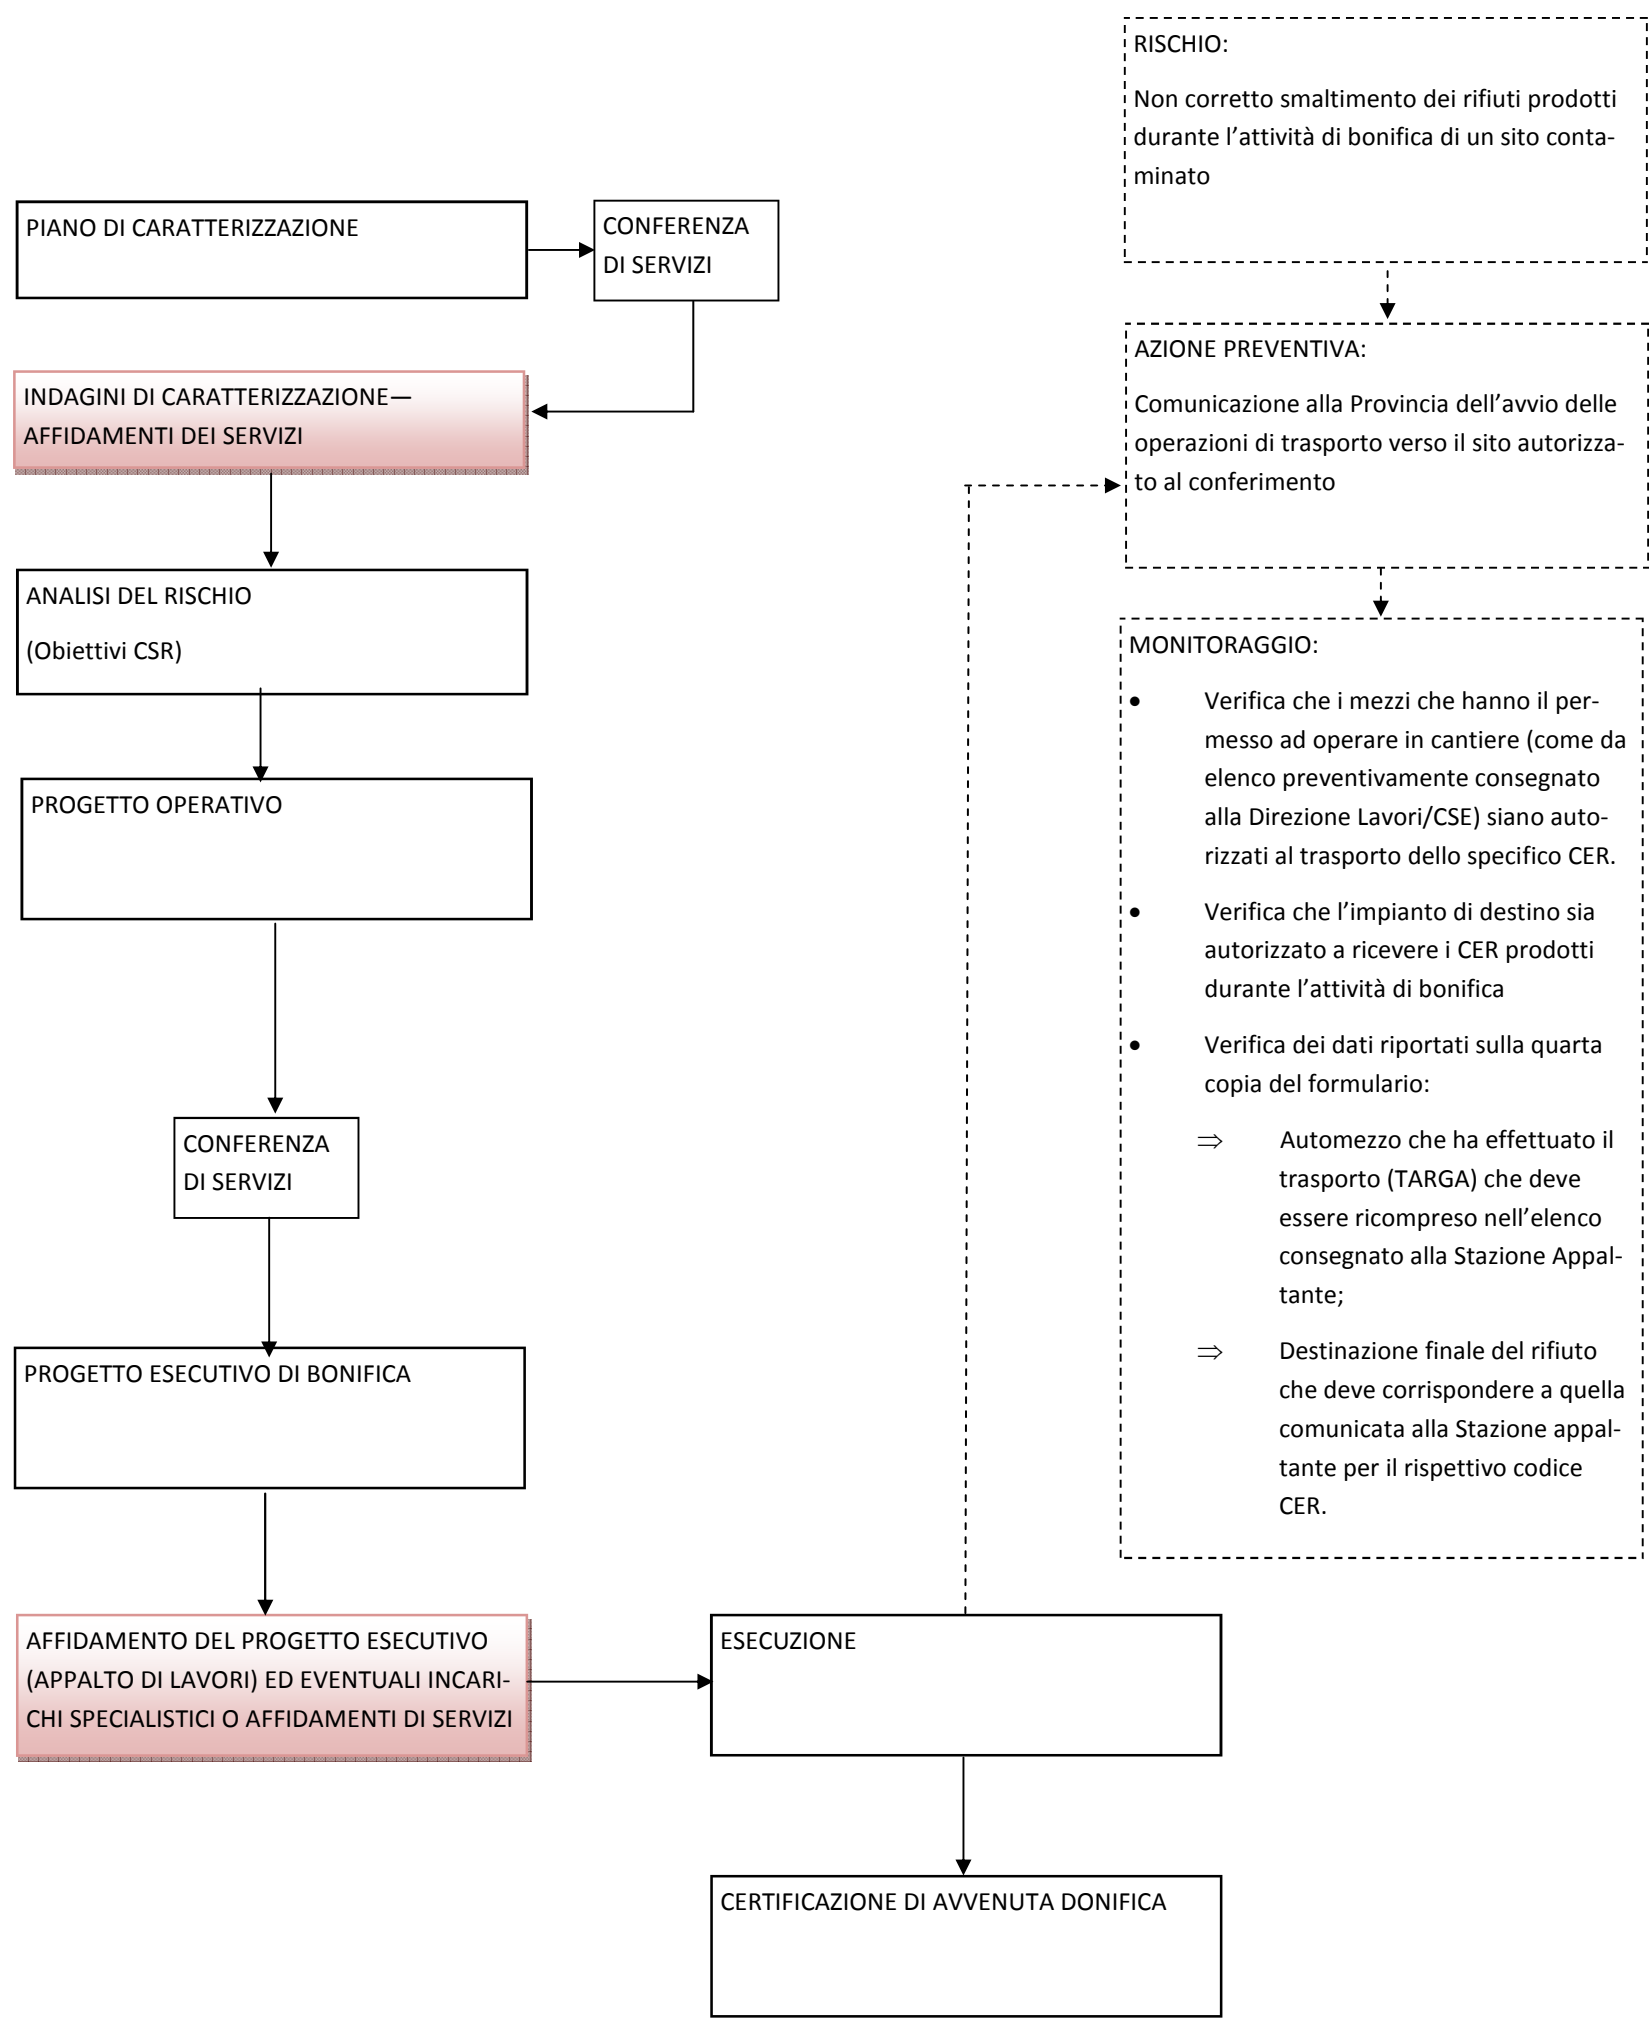 PIANO DI CARATTERIZZAZIONE
CONFERENZA
DI SERVIZI
INDAGINI DI CARATTERIZZAZIONE—
AFFIDAMENTI DEI SERVIZI
ANALISI DEL RISCHIO
(Obiettivi CSR)
PROGETTO OPERATIVO
CONFERENZA
DI SERVIZI
PROGETTO ESECUTIVO DI BONIFICA
AFFIDAMENTO DEL PROGETTO ESECUTIVO
(APPALTO DI LAVORI) ED EVENTUALI INCARI-
CHI SPECIALISTICI O AFFIDAMENTI DI SERVIZI
ESECUZIONE
CERTIFICAZIONE DI AVVENUTA DONIFICA
RISCHIO:
Non corretto smaltimento dei rifiuti prodotti
durante l’attività di bonifica di un sito conta-
minato
AZIONE PREVENTIVA:
Comunicazione alla Provincia dell’avvio delle
operazioni di trasporto verso il sito autorizza-
to al conferimento
MONITORAGGIO:
• Verifica che i mezzi che hanno il per-
messo ad operare in cantiere (come da
elenco preventivamente consegnato
alla Direzione Lavori/CSE) siano auto-
rizzati al trasporto dello specifico CER.
• Verifica che l’impianto di destino sia
autorizzato a ricevere i CER prodotti
durante l’attività di bonifica
• Verifica dei dati riportati sulla quarta
copia del formulario:
⇒ Automezzo che ha effettuato il
trasporto (TARGA) che deve
essere ricompreso nell’elenco
consegnato alla Stazione Appal-
tante;
⇒ Destinazione finale del rifiuto
che deve corrispondere a quella
comunicata alla Stazione appal-
tante per il rispettivo codice
CER.